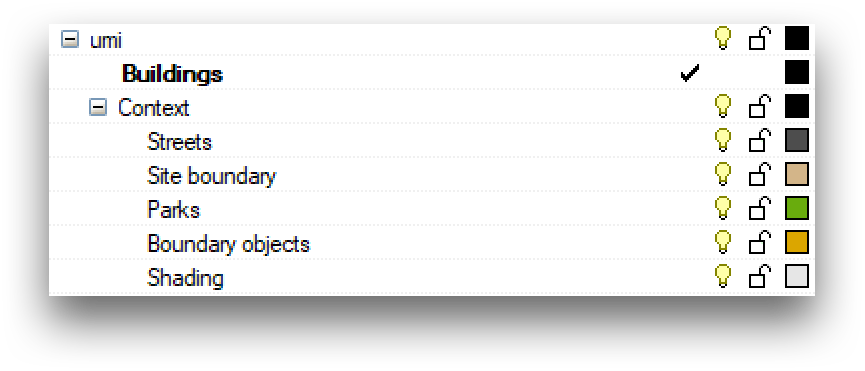 umi
Buildings
Context
Streets
Site boundary
Parks
Boundary objects
Shading